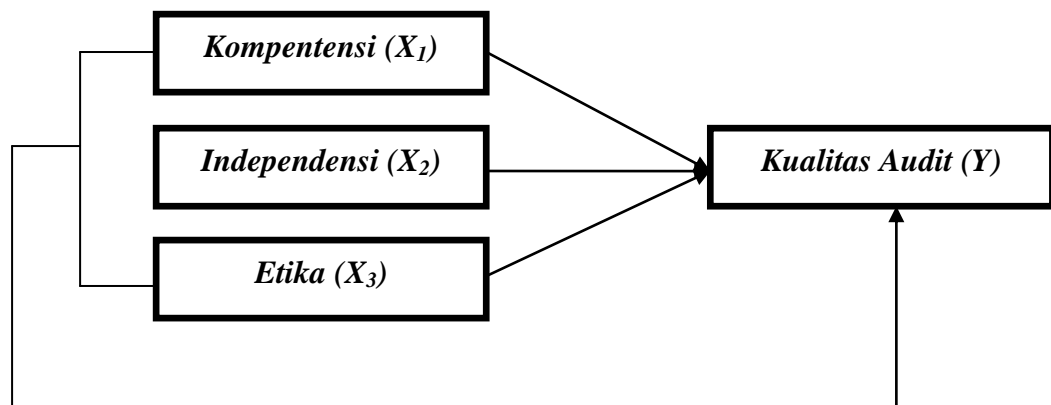 Kompentensi (X₁)
Independensi (X₂)
Kualitas Audit (Y)
Etika (X₃)